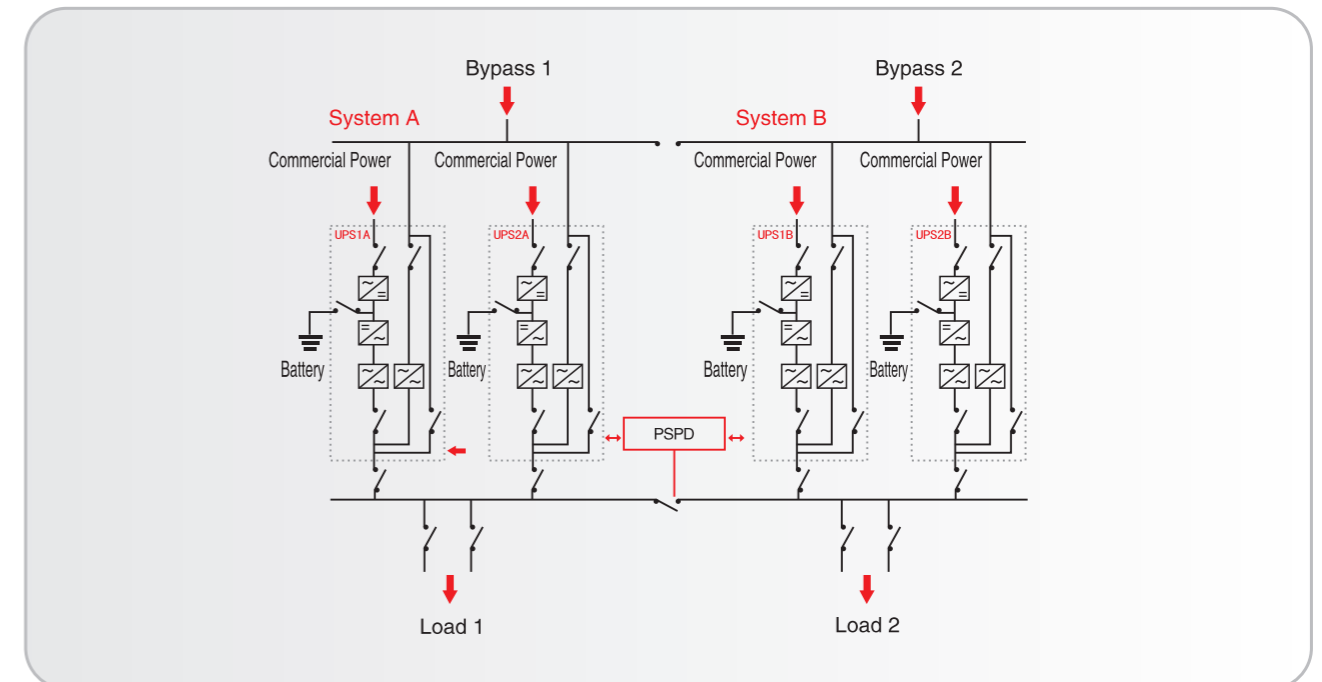 Bypass 1
Bypass 2
System A
System B
Commercial Power
Commercial Power
Commercial Power
Commercial Power
UPS1A
UPS2A
UPS1B
UPS2B
Battery
Battery
Battery
Battery
PSPD
Load 1
Load 2